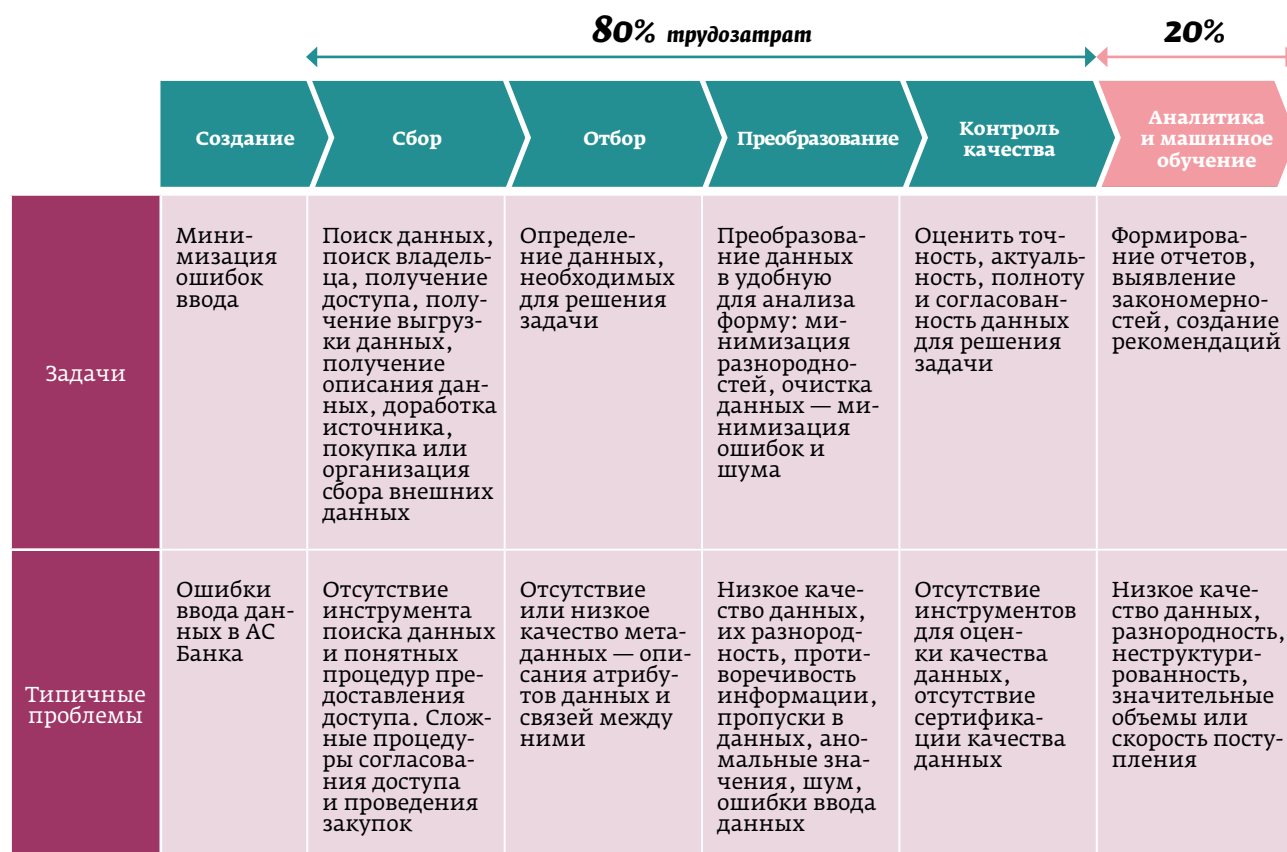 80% трудозатрат
20%
Создание
Сбор
Отбор
Преобразование
Контроль
качества
Аналитика
и машинное
обучение
Задачи
Мини-
мизация
ошибок
ввода
Поиск данных,
поиск владель-
ца, получение
доступа, полу-
чение выгруз-
ки данных,
получение
описания дан-
ных, доработка
источника,
покупка или
организация
сбора внешних
данных
Определе-
ние данных,
необходимых
для решения
задачи
Преобразова-
ние данных
в удобную
для анализа
форму: ми-
нимизация
разнородно-
стей, очистка
данных — ми-
нимизация
ошибок и
шума
Оценить точ-
ность, актуаль-
ность, полноту
и согласован-
ность данных
для решения
задачи
Формирова-
ние отчетов,
выявление
закономерно-
стей, создание
рекомендаций
Типичные
проблемы
Ошибки
ввода дан-
ных в АС
Банка
Отсутствие
инструмента
поиска данных
и понятных
процедур пре-
доставления
доступа. Слож-
ные процеду-
ры согласова-
ния доступа
и проведения
закупок
Отсутствие
или низкое
качество мета-
данных — опи-
сания атрибу-
тов данных и
связей между
ними
Низкое каче-
ство данных,
их разнород-
ность, проти-
воречивость
информации,
пропуски в
данных, ано-
мальные зна-
чения, шум,
ошибки ввода
данных
Отсутствие
инструментов
для оцен-
ки качества
данных,
отсутствие
сертифика-
ции качества
данных
Низкое каче-
ство данных,
разнородность,
неструктури-
рованность,
значительные
объемы или
скорость посту-
пления